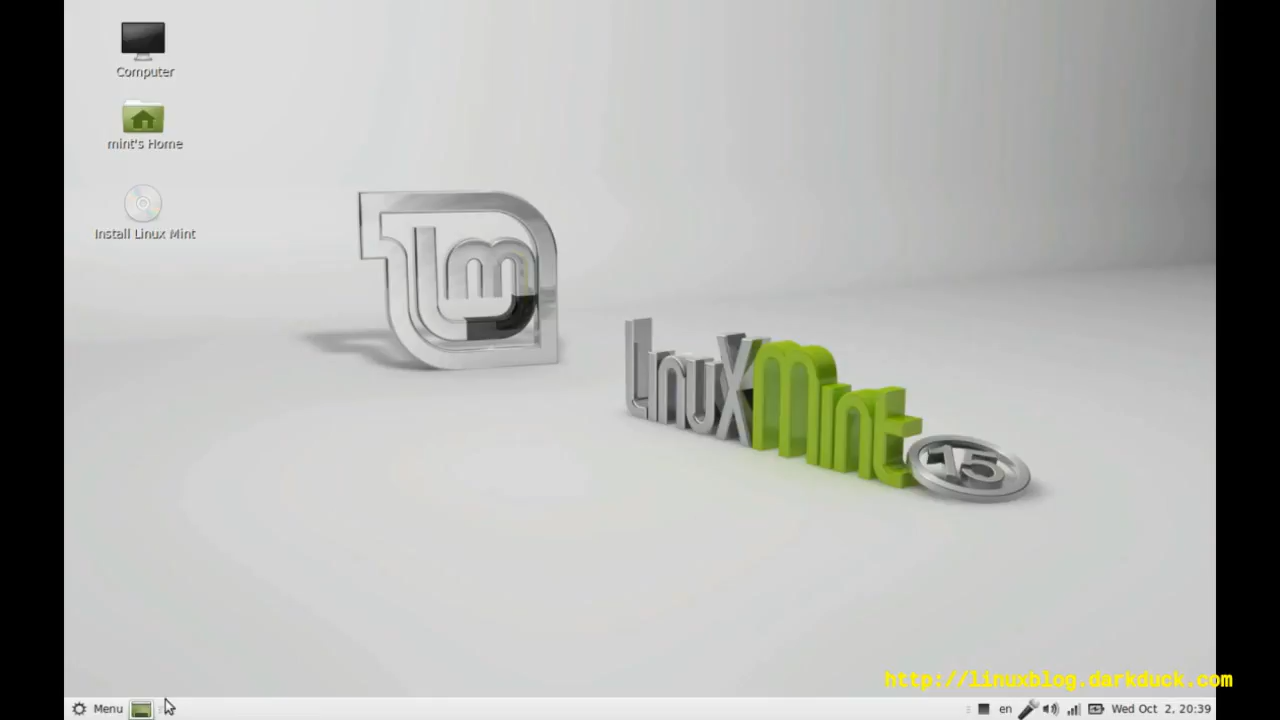 Computer
mint's Home
Install Linux Mint
lm
LinuxMint
15
http://linuxblog.darkduck.com
Menu
en
Wed Oct 2, 20:39